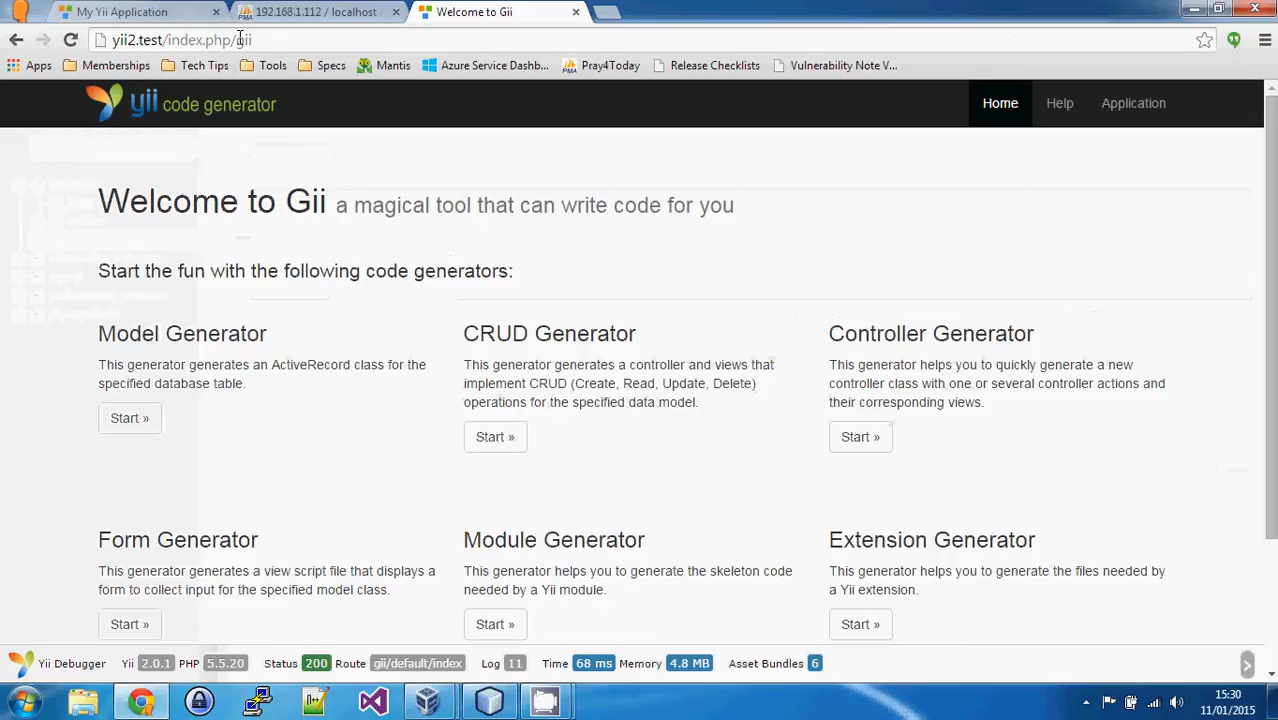 My Yii Application
192.168.1.112 / localhost
Welcome to Gii
yii2.test/index.php/gii
Apps Memberships Tech Tips Tools Specs Mantis Azure Service Dashb... Pray4Today Release Checklists Vulnerability Note V...
yii code generator
Home Help Application
Welcome to Gii a magical tool that can write code for you
Start the fun with the following code generators:
Model Generator
This generator generates an ActiveRecord class for the
specified database table.
Start »
CRUD Generator
This generator generates a controller and views that
implement CRUD (Create, Read, Update, Delete)
operations for the specified data model.
Start »
Controller Generator
This generator helps you to quickly generate a new
controller class with one or several controller actions and
their corresponding views.
Start »
Form Generator
This generator generates a view script file that displays a
form to collect input for the specified model class.
Start »
Module Generator
This generator helps you to generate the skeleton code
needed by a Yii module.
Start »
Extension Generator
This generator helps you to generate the files needed by
a Yii extension.
Start »
Yii Debugger Yii 2.0.1 PHP 5.5.20 Status 200 Route gii/default/index Log 11 Time 68 ms Memory 4.8 MB Asset Bundles 6
15:30
11/01/2015